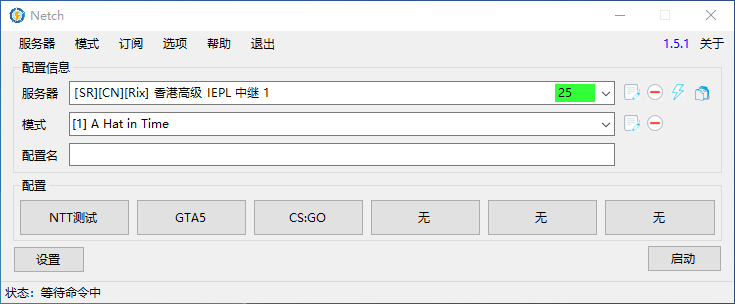 Netch
服务器 模式 订阅 选项 帮助 退出 1.5.1 关于
配置信息
服务器 [SR][CN][Rix] 香港高级 IEPL 中继 1 25
模式 [1] A Hat in Time
配置名
配置
NTT测试 GTA5 CS:GO 无 无 无
设置 启动
状态：等待命令中